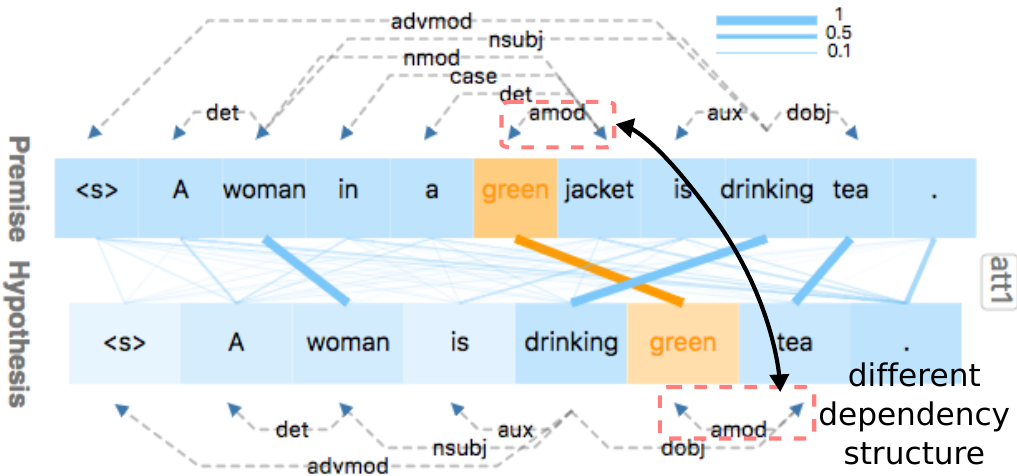 advmod
nsubj
nmod
case
det
det
amod
aux
dobj
1
0.5
0.1
Premise
<s> A woman in a green jacket is drinking tea .
att1
Hypothesis
<s> A woman is drinking green tea .
det
aux
amod
nsubj
dobj
advmod
different
dependency
structure